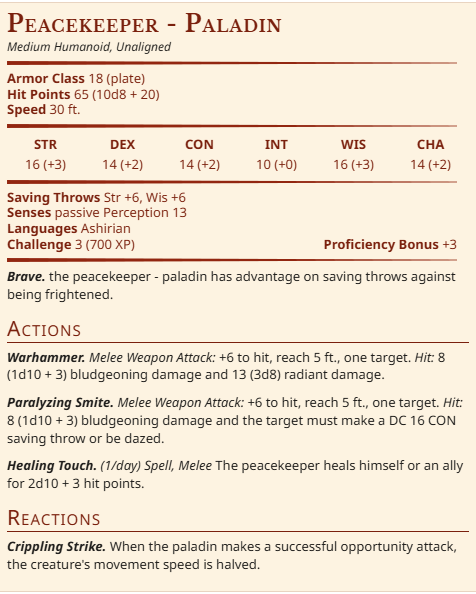 Peacekeeper - Paladin
Medium Humanoid, Unaligned
Armor Class 18 (plate)
Hit Points 65 (10d8 + 20)
Speed 30 ft.
STR DEX CON INT WIS CHA
16 (+3) 14 (+2) 14 (+2) 10 (+0) 16 (+3) 14 (+2)
Saving Throws Str +6, Wis +6
Senses passive Perception 13
Languages Ashirian
Challenge 3 (700 XP) Proficiency Bonus +3
Brave. the peacekeeper - paladin has advantage on saving throws against
being frightened.
Actions
Warhammer. Melee Weapon Attack: +6 to hit, reach 5 ft., one target. Hit: 8
(1d10 + 3) bludgeoning damage and 13 (3d8) radiant damage.
Paralyzing Smite. Melee Weapon Attack: +6 to hit, reach 5 ft., one target. Hit:
8 (1d10 + 3) bludgeoning damage and the target must make a DC 16 CON
saving throw or be dazed.
Healing Touch. (1/day) Spell, Melee The peacekeeper heals himself or an ally
for 2d10 + 3 hit points.
Reactions
Crippling Strike. When the paladin makes a successful opportunity attack,
the creature's movement speed is halved.